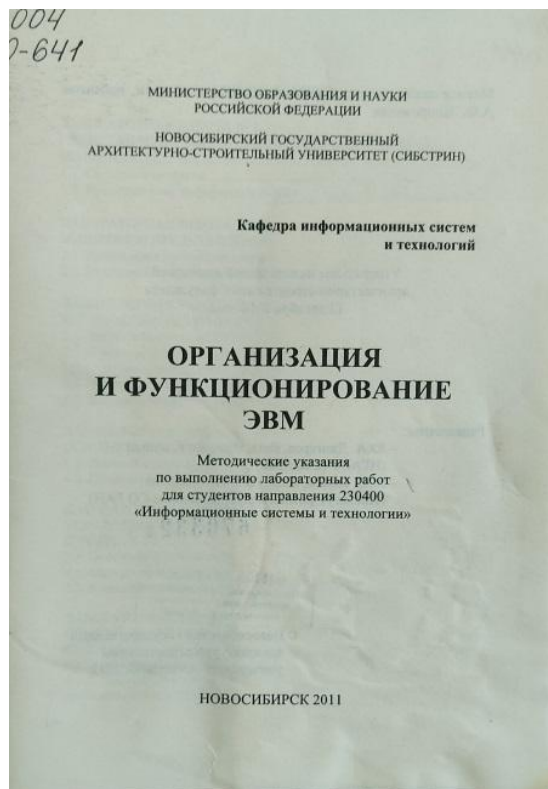 004
О-641
МИНИСТЕРСТВО ОБРАЗОВАНИЯ И НАУКИ
РОССИЙСКОЙ ФЕДЕРАЦИИ
НОВОСИБИРСКИЙ ГОСУДАРСТВЕННЫЙ
АРХИТЕКТУРНО-СТРОИТЕЛЬНЫЙ УНИВЕРСИТЕТ (СИБСТРИН)
Кафедра информационных систем
и технологий
ОРГАНИЗАЦИЯ
И ФУНКЦИОНИРОВАНИЕ
ЭВМ
Методические указания
по выполнению лабораторных работ
для студентов направления 230400
«Информационные системы и технологии»
НОВОСИБИРСК 2011